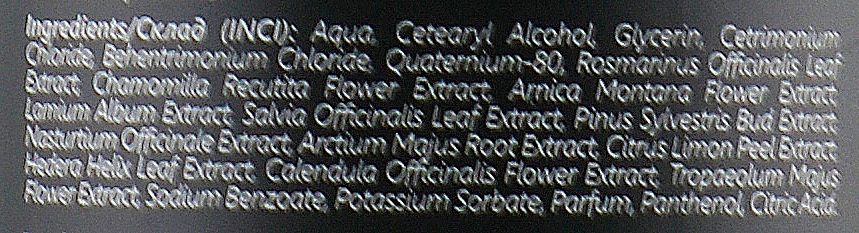 Ingredients/Склад (INCI): Aqua, Cetearyl Alcohol, Glycerin, Cetrimonium
Chloride, Behentrimonium Chloride, Quaternium-80, Rosmarinus Officinalis Leaf
Extract, Chamomilla Recutita Flower Extract, Arnica Montana Flower Extract,
Lamium Album Extract, Salvia Officinalis Leaf Extract, Pinus Sylvestris Bud Extract,
Nasturtium Officinale Extract, Arctium Majus Root Extract, Citrus Limon Peel Extract,
Hedera Helix Leaf Extract, Calendula Officinalis Flower Extract, Tropaeolum Majus
Flower Extract, Sodium Benzoate, Potassium Sorbate, Parfum, Panthenol, Citric Acid.